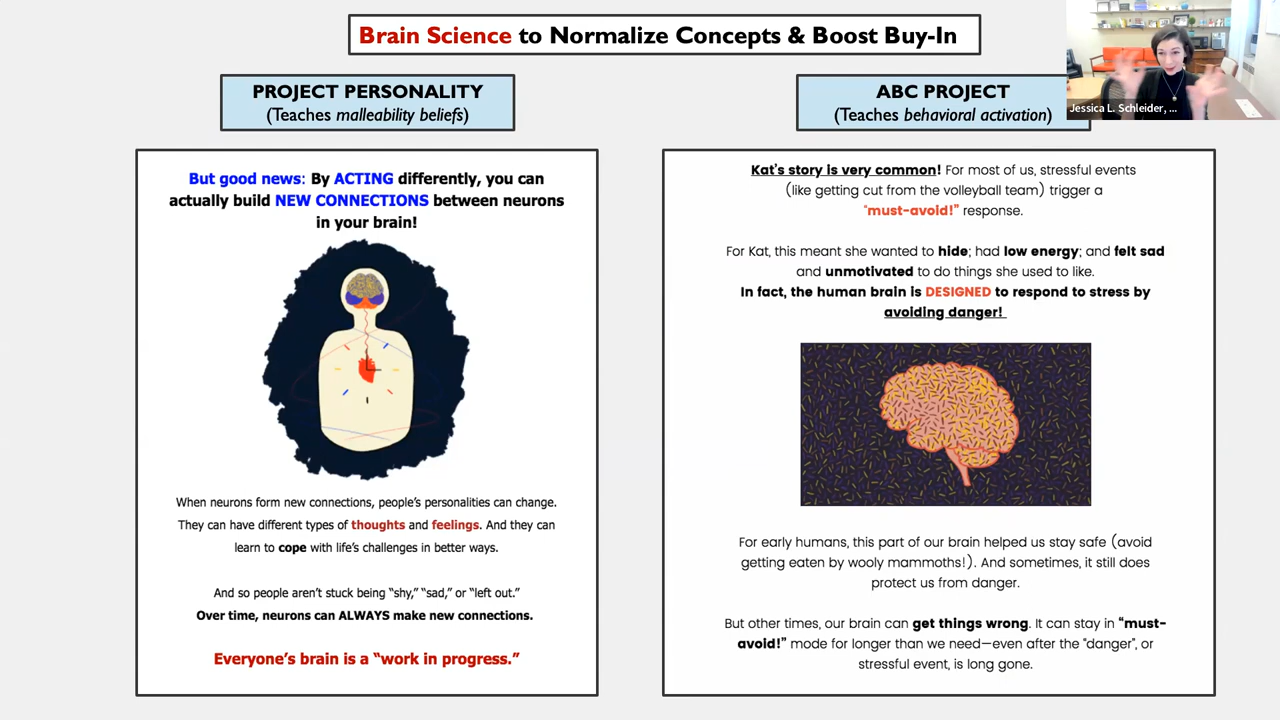 Brain Science to Normalize Concepts & Boost Buy-In
PROJECT PERSONALITY
(Teaches malleability beliefs)
But good news: By ACTING differently, you can
actually build NEW CONNECTIONS between neurons
in your brain!
When neurons form new connections, people's personalities can change.
They can have different types of thoughts and feelings. And they can
learn to cope with life's challenges in better ways.
And so people aren't stuck being “shy,” “sad,” or “left out.”
Over time, neurons can ALWAYS make new connections.
Everyone's brain is a “work in progress.”
ABC PROJECT
(Teaches behavioral activation)
Jessica L. Schleider, ...
Kat's story is very common! For most of us, stressful events
(like getting cut from the volleyball team) trigger a
“must-avoid!” response.
For Kat, this meant she wanted to hide; had low energy; and felt sad
and unmotivated to do things she used to like.
In fact, the human brain is DESIGNED to respond to stress by
avoiding danger!
For early humans, this part of our brain helped us stay safe (avoid
getting eaten by wooly mammoths!). And sometimes, it still does
protect us from danger.
But other times, our brain can get things wrong. It can stay in “must-
avoid!” mode for longer than we need—even after the “danger”, or
stressful event, is long gone.